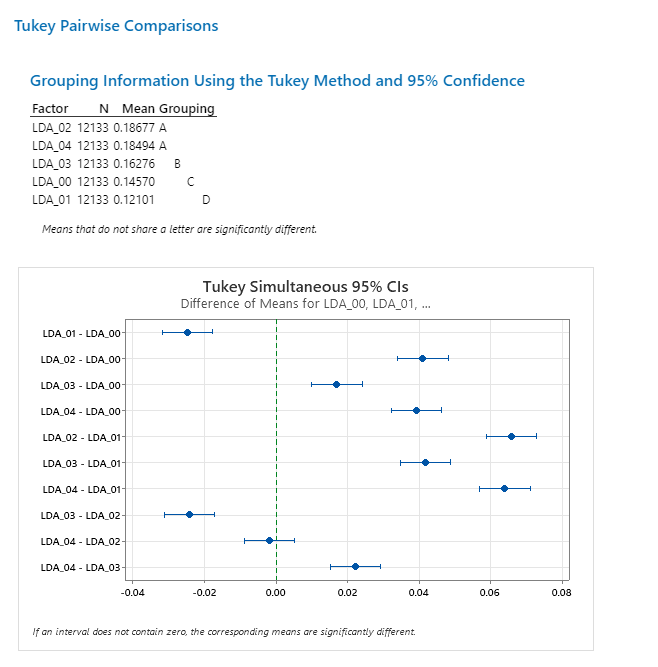 Tukey Pairwise Comparisons
Grouping Information Using the Tukey Method and 95% Confidence
Factor N Mean Grouping
LDA_02 12133 0.18677 A
LDA_04 12133 0.18494 A
LDA_03 12133 0.16276 B
LDA_00 12133 0.14570 C
LDA_01 12133 0.12101 D
Means that do not share a letter are significantly different.
Tukey Simultaneous 95% CIs
Difference of Means for LDA_00, LDA_01, ...
LDA_01 - LDA_00
LDA_02 - LDA_00
LDA_03 - LDA_00
LDA_04 - LDA_00
LDA_02 - LDA_01
LDA_03 - LDA_01
LDA_04 - LDA_01
LDA_03 - LDA_02
LDA_04 - LDA_02
LDA_04 - LDA_03
-0.04 -0.02 0.00 0.02 0.04 0.06 0.08
If an interval does not contain zero, the corresponding means are significantly different.